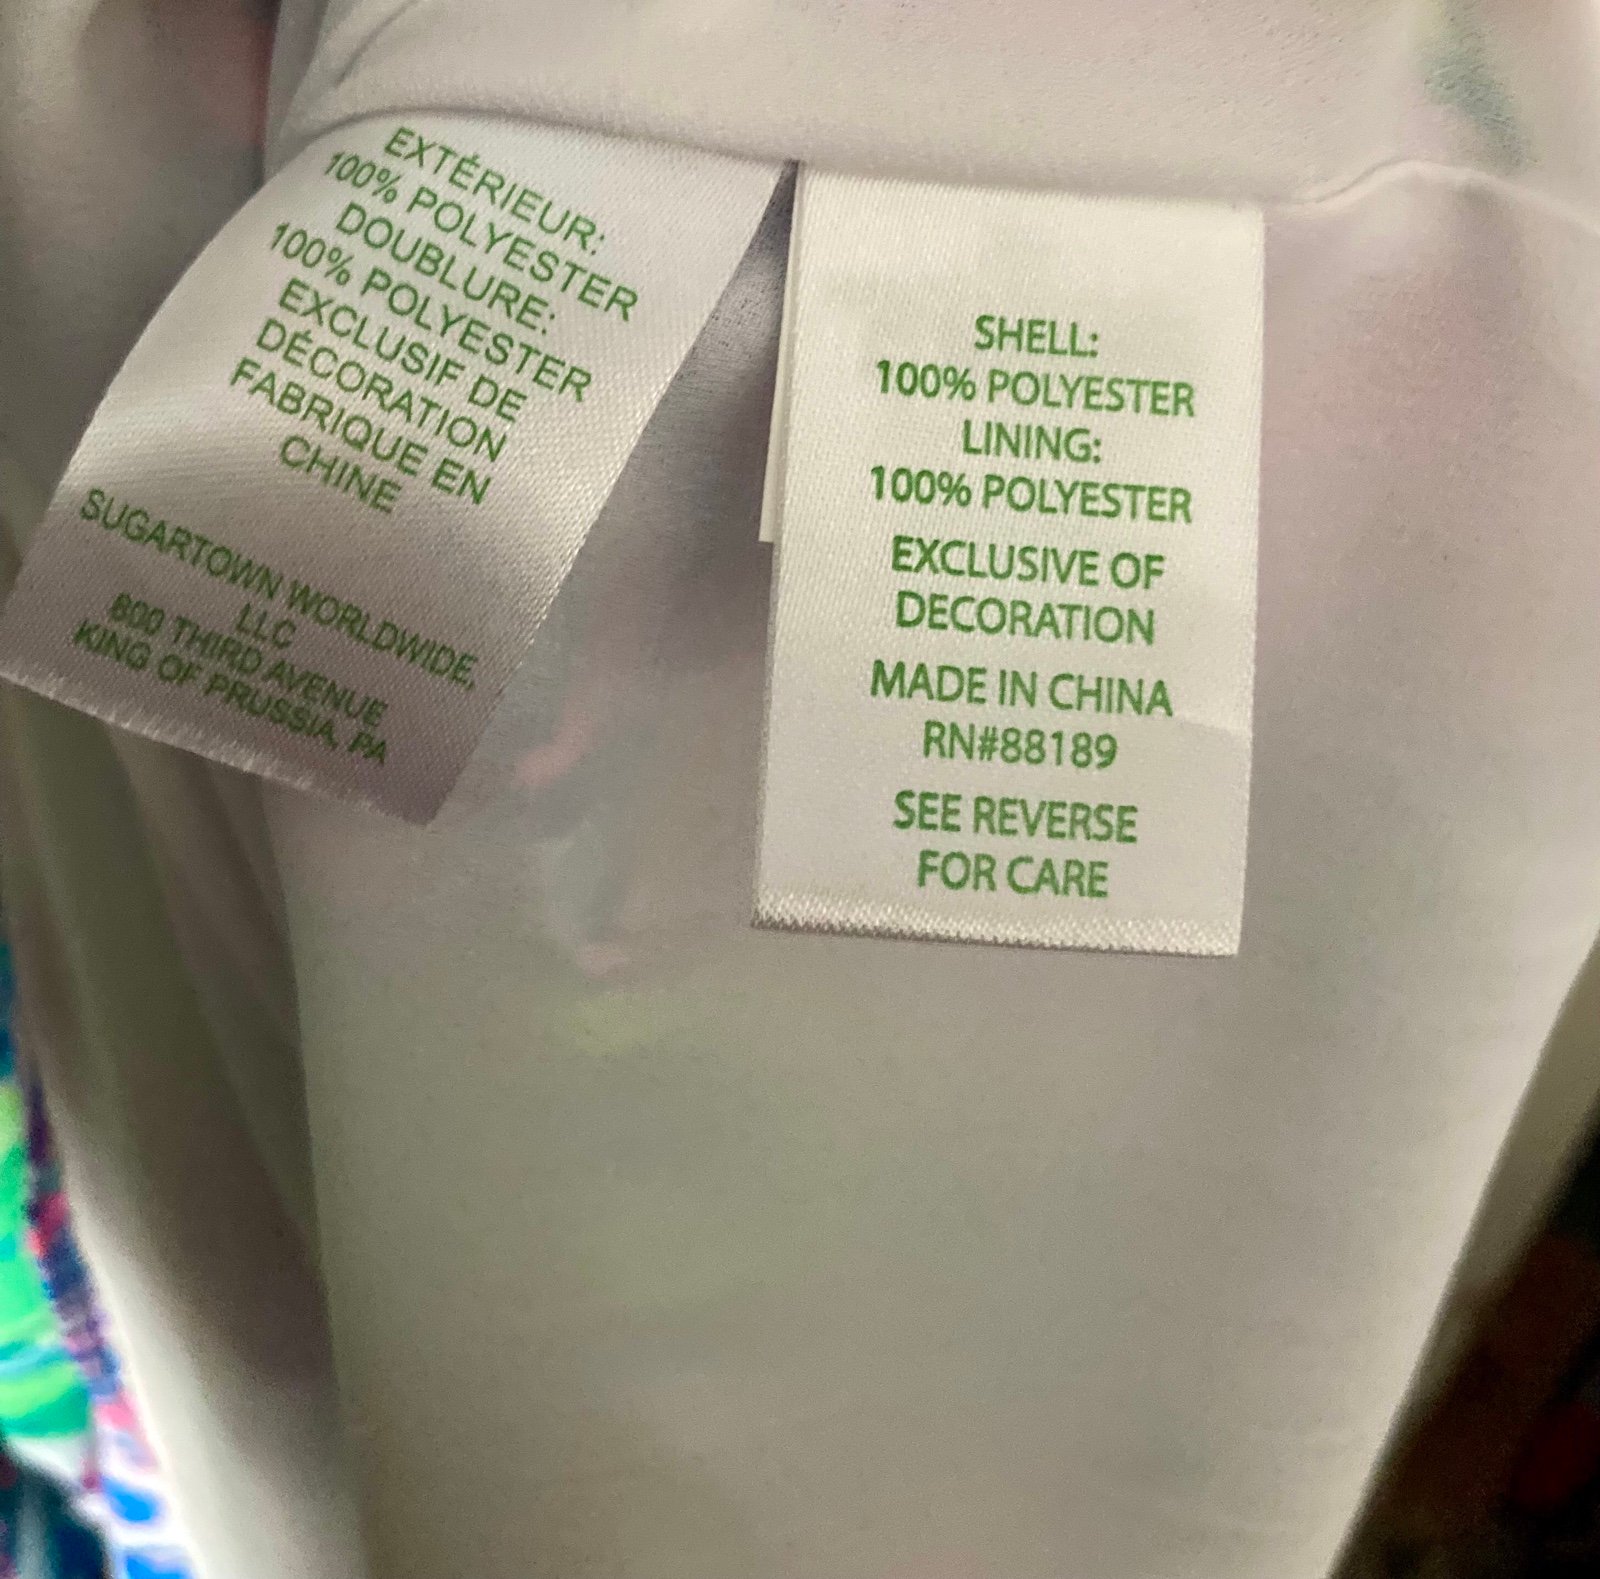 EXTÉRIEUR:
100% POLYESTER
DOUBLURE:
100% POLYESTER
EXCLUSIF DE
DÉCORATION
FABRIQUE EN
CHINE
SUGARTOWN WORLDWIDE,
LLC
800 THIRD AVENUE
KING OF PRUSSIA, PA
SHELL:
100% POLYESTER
LINING:
100% POLYESTER
EXCLUSIVE OF
DECORATION
MADE IN CHINA
RN#88189
SEE REVERSE
FOR CARE